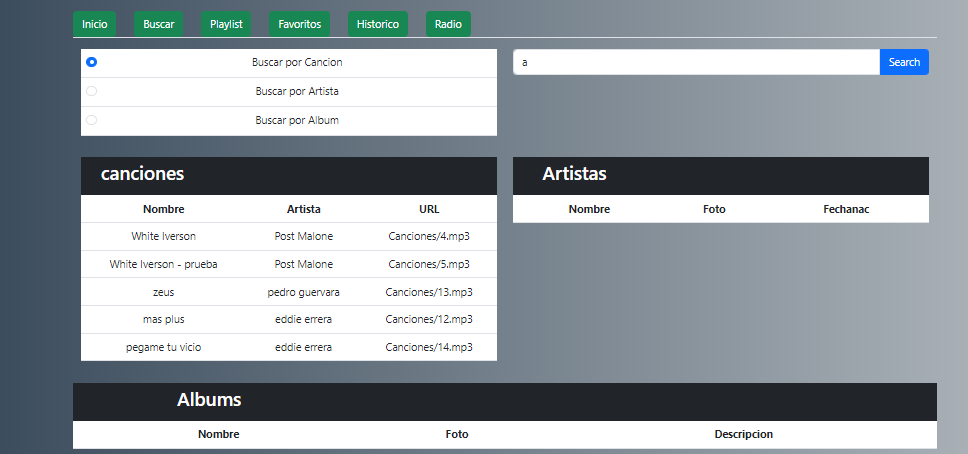 Inicio Buscar Playlist Favoritos Historico Radio
Buscar por Cancion
Buscar por Artista
Buscar por Album
a Search
canciones
Nombre Artista URL
White Iverson Post Malone Canciones/4.mp3
White Iverson - prueba Post Malone Canciones/5.mp3
zeus pedro guervara Canciones/13.mp3
mas plus eddie errera Canciones/12.mp3
pegame tu vicio eddie errera Canciones/14.mp3
Artistas
Nombre Foto Fechanac
Albums
Nombre Foto Descripcion